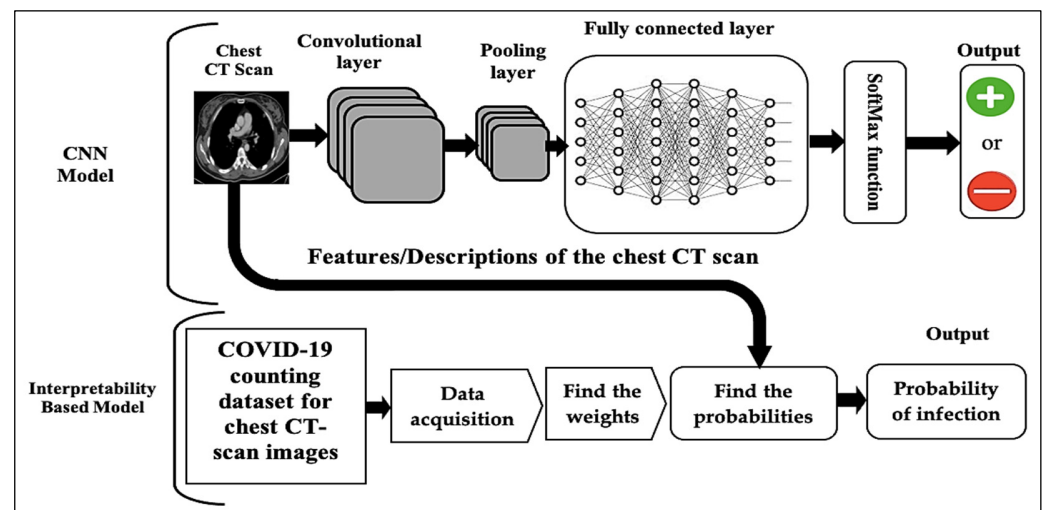 Fully connected layer
Chest
CT Scan
Convolutional
layer
Pooling
layer
Output
CNN
Model
SoftMax function
or
Features/Descriptions of the chest CT scan
Interpretability
Based Model
COVID-19
counting
dataset for
chest CT-
scan images
Data
acquisition
Find the
weights
Find the
probabilities
Output
Probability
of infection